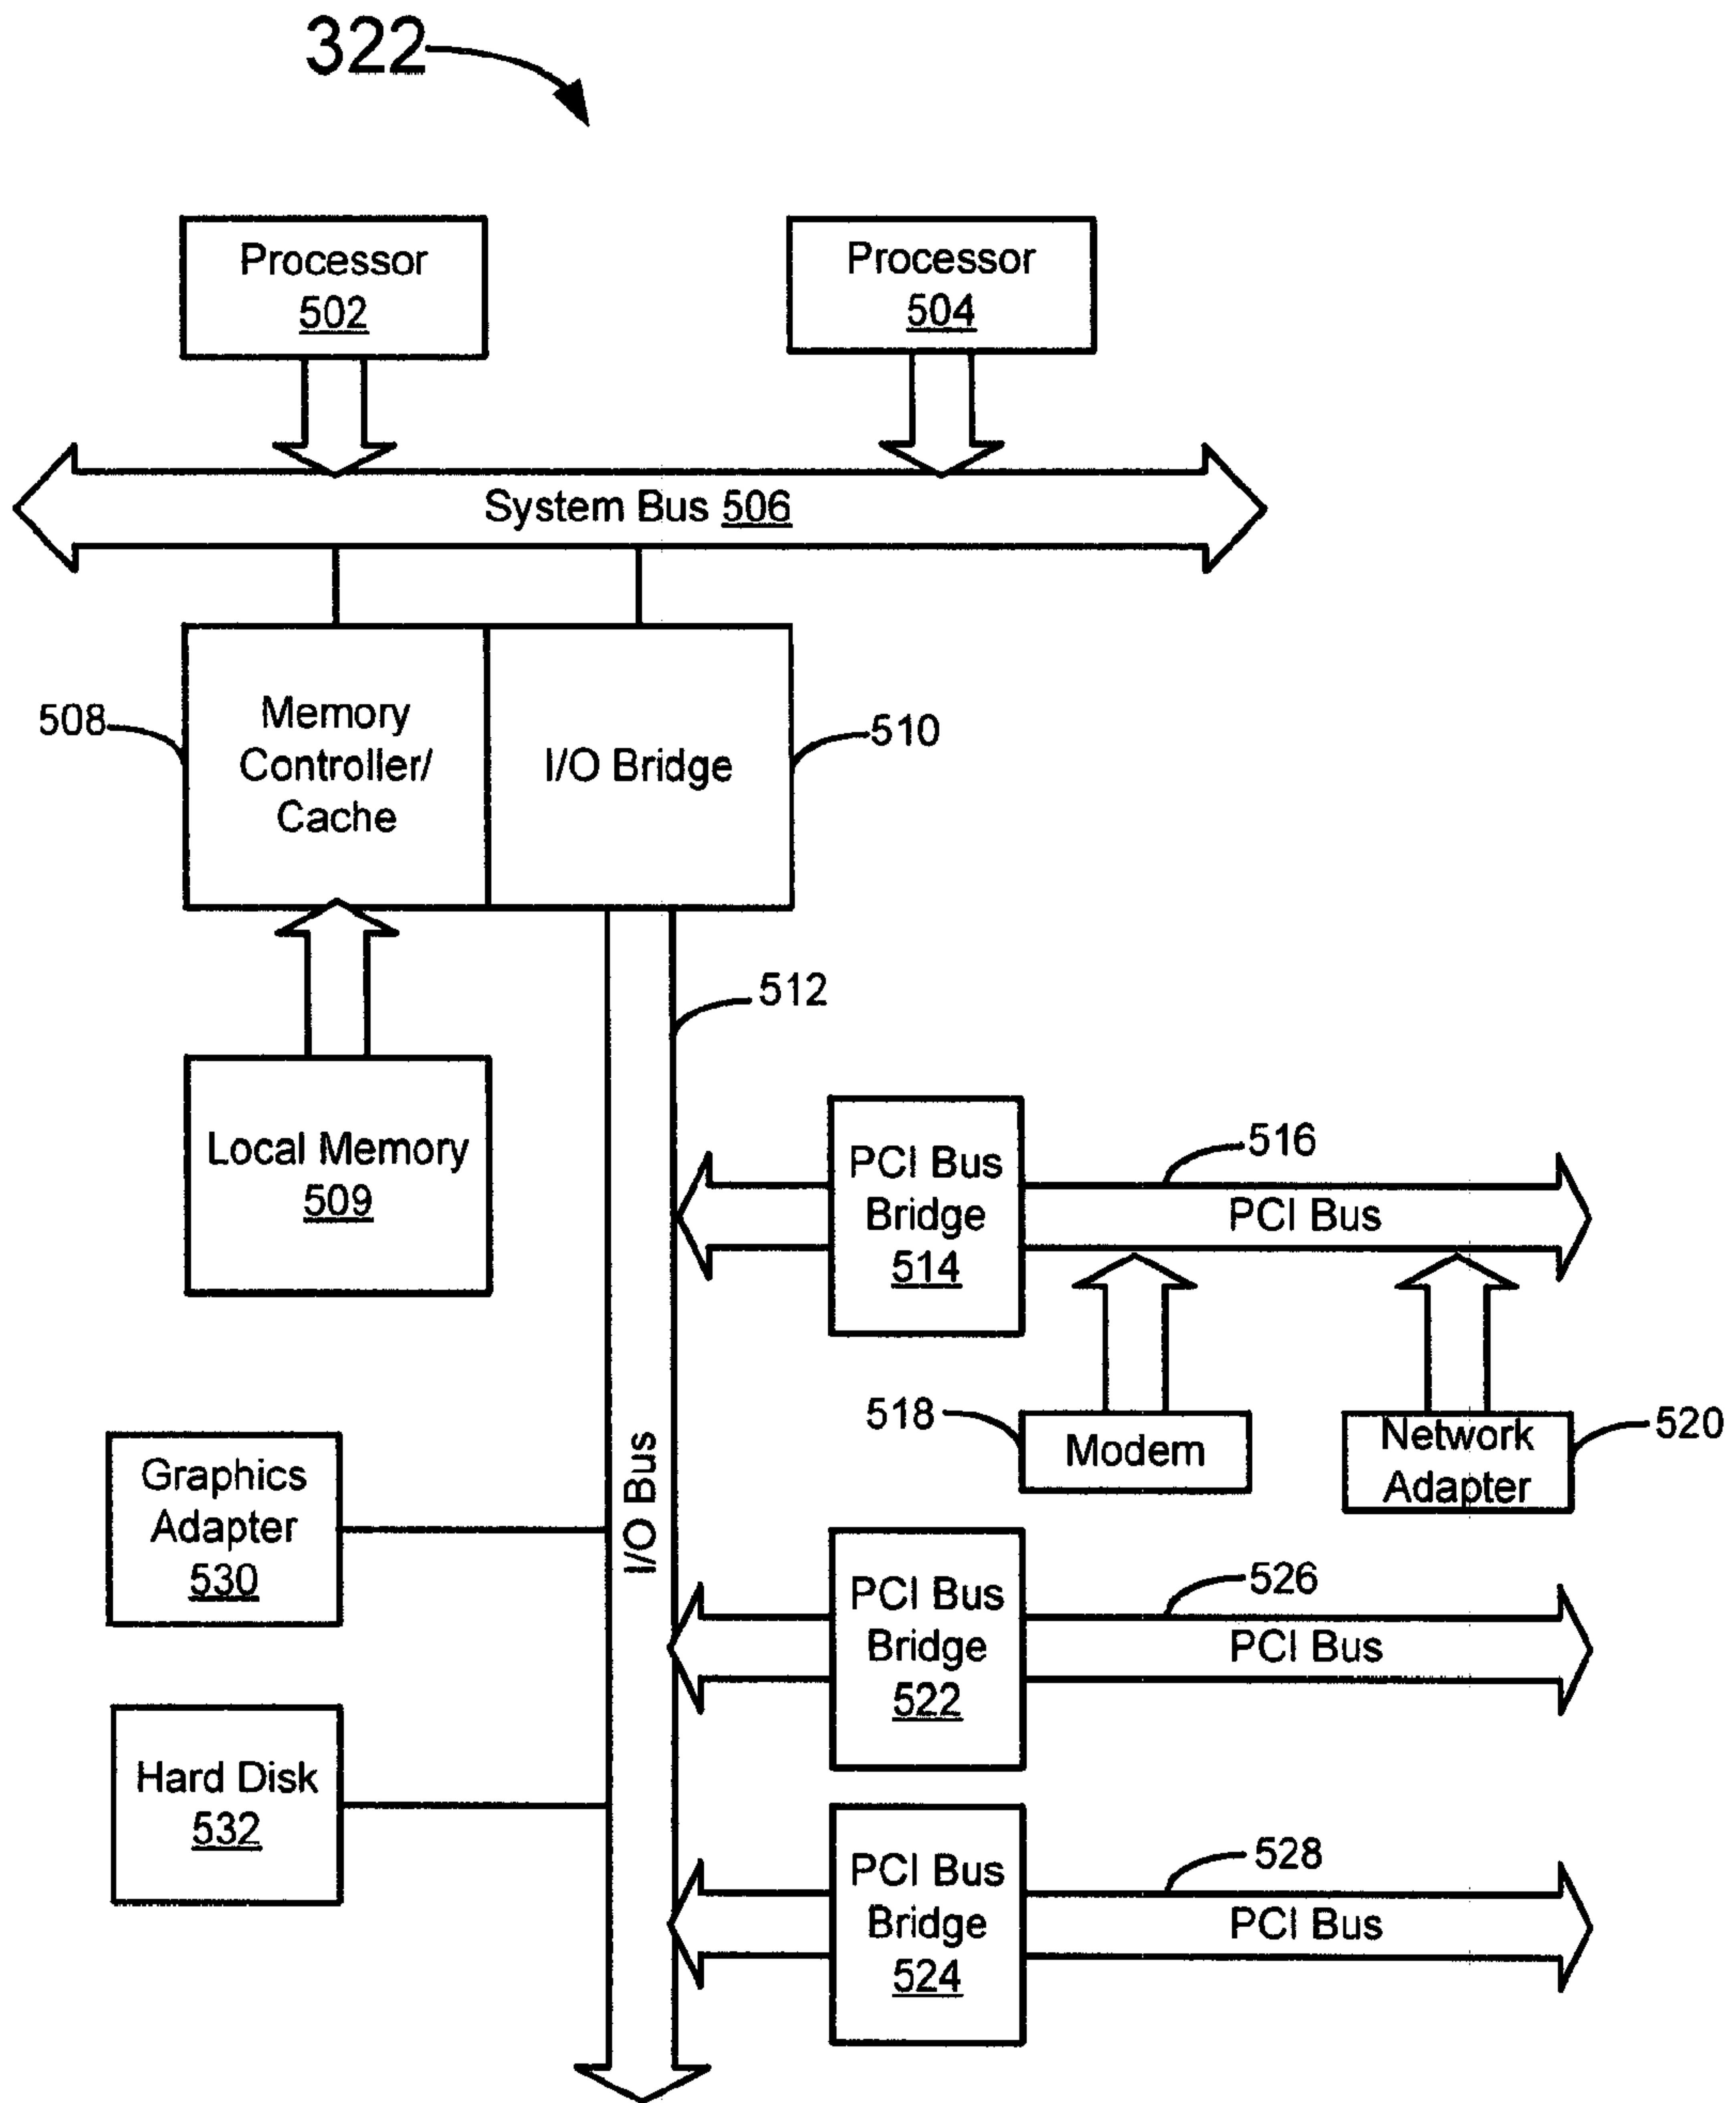 322
Processor
502
Processor
504
System Bus 506
508
Memory
Controller/
Cache
I/O Bridge
510
512
Local Memory
509
PCI Bus
Bridge
514
516
PCI Bus
518
Modem
Network
Adapter
520
Graphics
Adapter
530
I/O Bus
PCI Bus
Bridge
522
526
PCI Bus
Hard Disk
532
PCI Bus
Bridge
524
528
PCI Bus